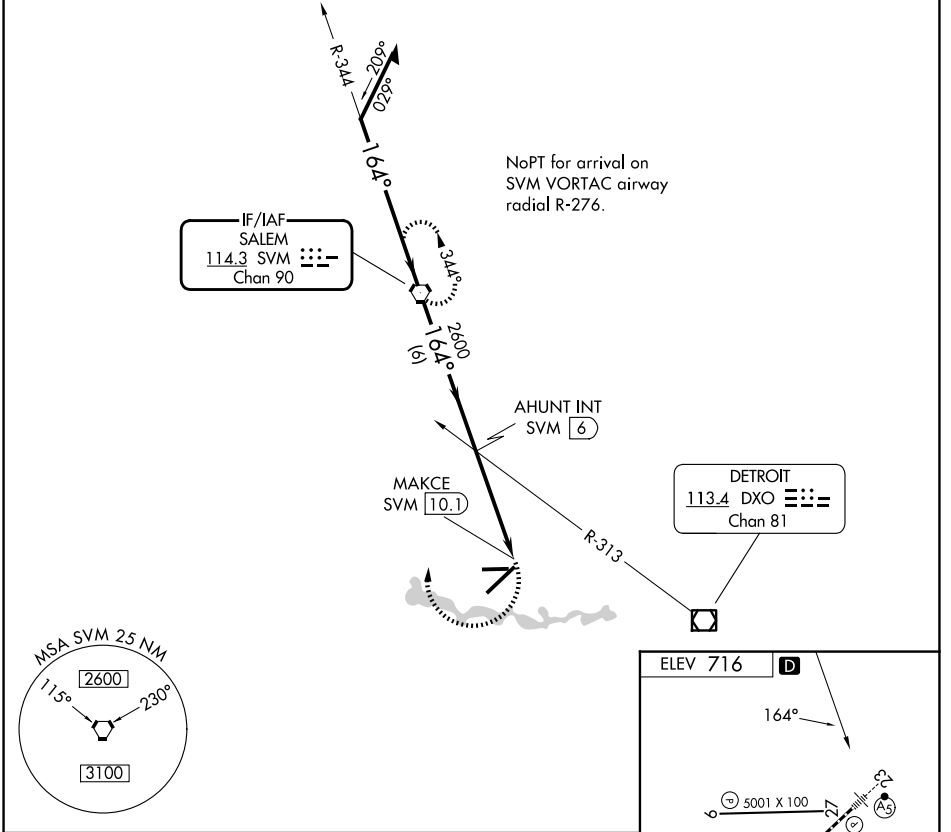 R-344
209°
029°
164°
NoPT for arrival on
SVM VORTAC airway
radial R-276.
IF/IAF
SALEM
114.3 SVM
Chan 90
344°
2600
164°
(6)
AHUNT INT
SVM 6
MAKCE
SVM 10.1
DETROIT
113.4 DXO
Chan 81
R-313
MSA SVM 25 NM
2600
115°
230°
3100
ELEV 716 D
164°
9
P 5001 X 100
27
23
A5
P